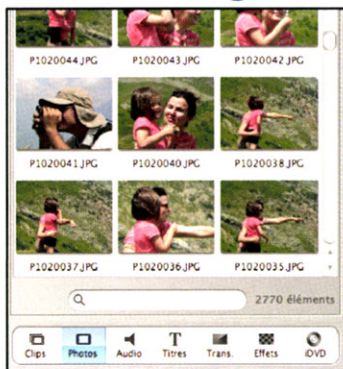 P1020044.JPG P1020043.JPG P1020042.JPG
P1020041.JPG P1020040.JPG P1020038.JPG
P1020037.JPG P1020036.JPG P1020035.JPG
2770 éléments
Clips Photos Audio Titres Trans. Effets iDVD